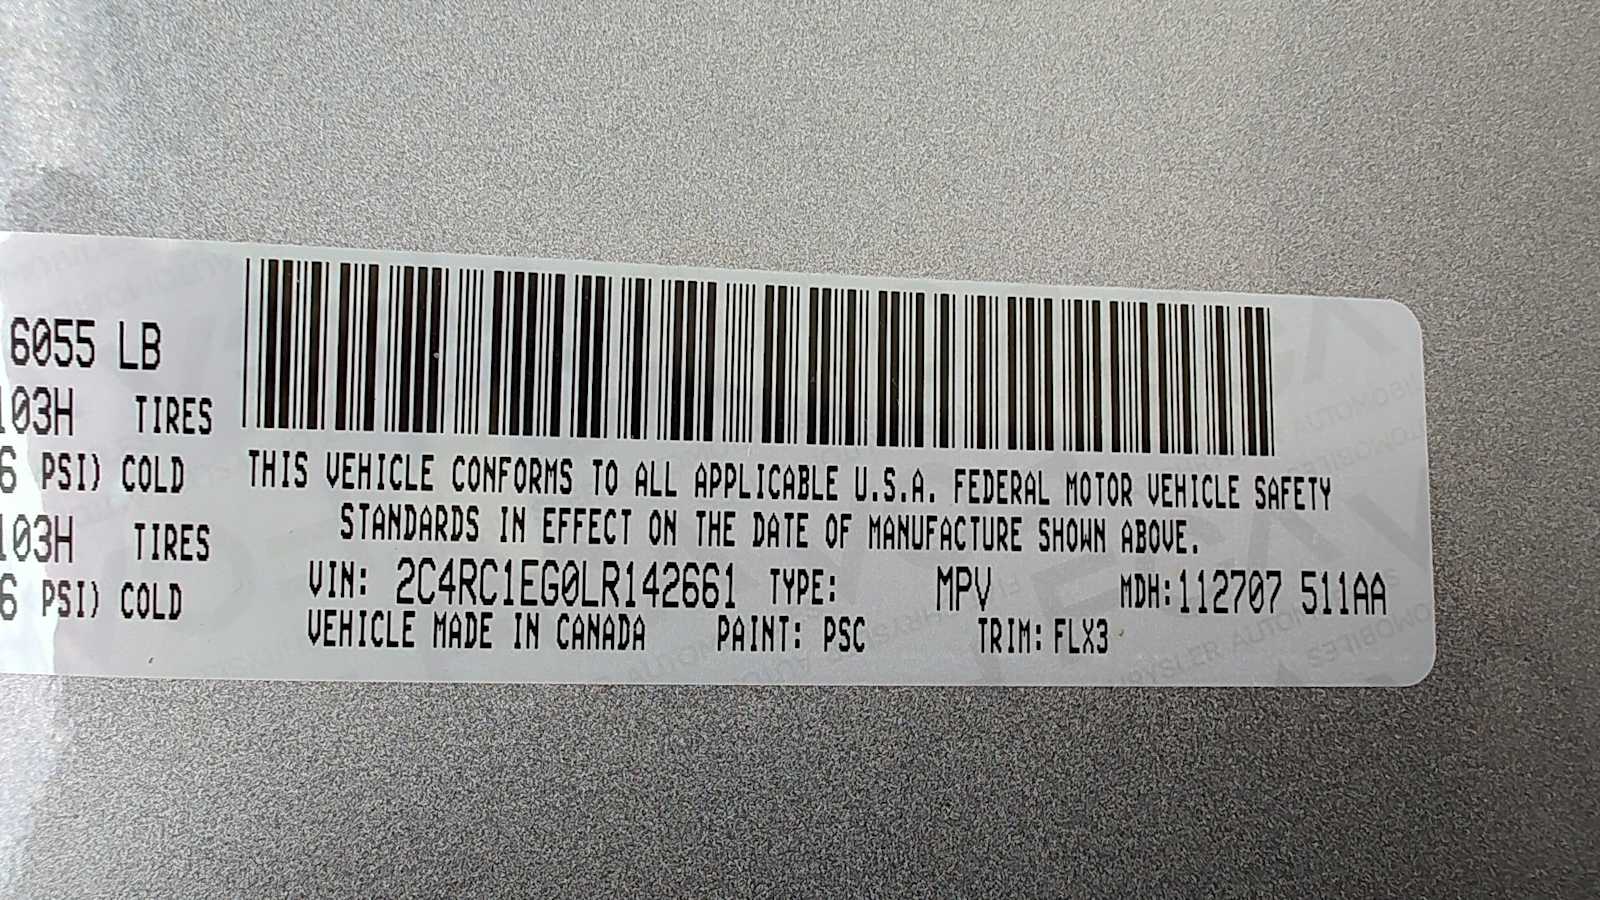 6055 LB
103H TIRES
6 PSI) COLD
103H TIRES
6 PSI) COLD
THIS VEHICLE CONFORMS TO ALL APPLICABLE U.S.A. FEDERAL MOTOR VEHICLE SAFETY
STANDARDS IN EFFECT ON THE DATE OF MANUFACTURE SHOWN ABOVE.
VIN: 2C4RC1EG0LR142661 TYPE: MPV MDH:112707 511AA
VEHICLE MADE IN CANADA PAINT: PSC TRIM: FLX3